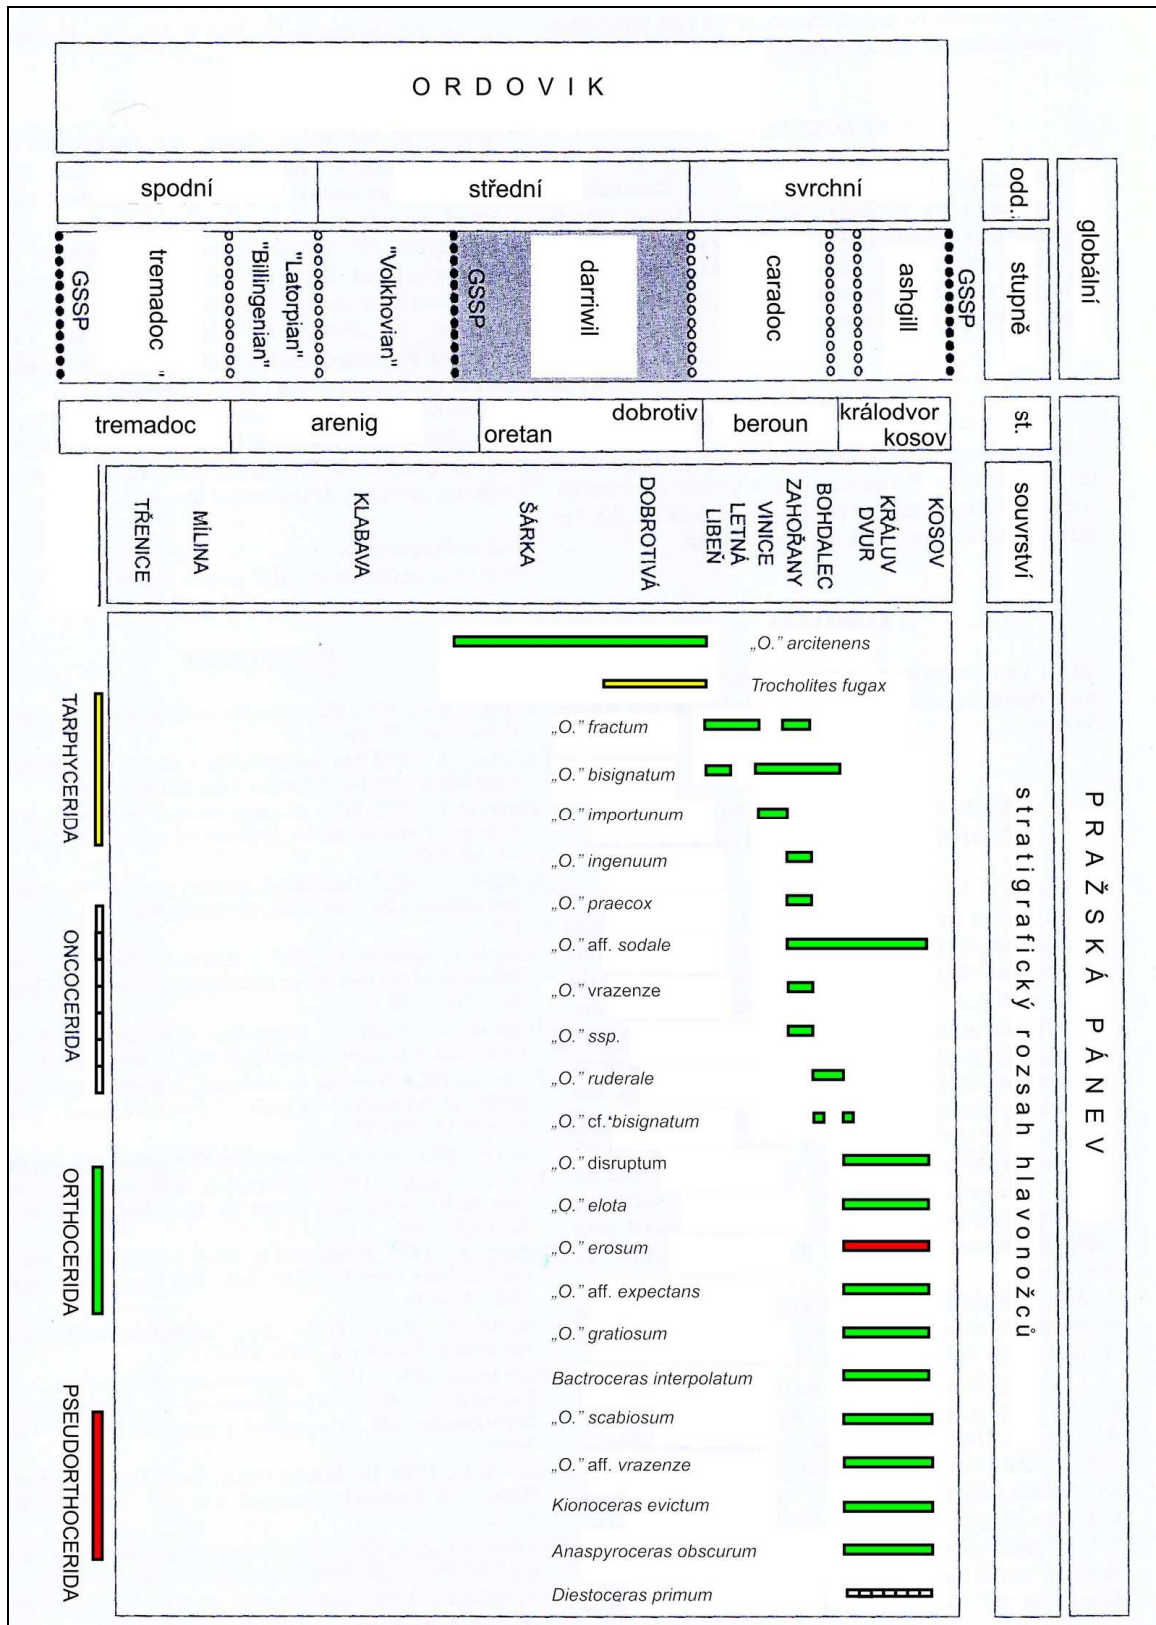 ORDOVIK
spodní
střední
svrchní
odd.
globální
GSSP
tremadoc
"
"Billingenian"
"Latorpian"
"Volkhovian"
GSSP
darriwil
caradoc
ashgill
GSSP
stupně
tremadoc
arenig
oretan
dobrotiv
beroun
králodvor
kosov
st.
TŘENICE
MÍLINA
KLABAVA
ŠÁRKA
DOBROTIVÁ
LIBEŇ
LETNÁ
VINICE
ZAHOŘANY
BOHDALEC
KRÁLUV
DVUR
KOSOV
souvrství
PRAŽSKÁ PÁNEV
stratigrafický rozsah hlavonožců
„O.” arcitenens
Trocholites fugax
„O.” fractum
„O.” bisignatum
„O.” importunum
„O.” ingenuum
„O.” praecox
„O.” aff. sodale
„O.” vrazenze
„O.” ssp.
„O.” ruderale
„O.” cf. bisignatum
„O.” disruptum
„O.” elota
„O.” erosum
„O.” aff. expectans
„O.” gratiosum
Bactroceras interpolatum
„O.” scabiosum
„O.” aff. vrazenze
Kionoceras evictum
Anaspyroceras obscurum
Diestoceras primum
TARPHYCERIDA
ONCOCERIDA
ORTHOCERIDA
PSEUDORTHOCERIDA